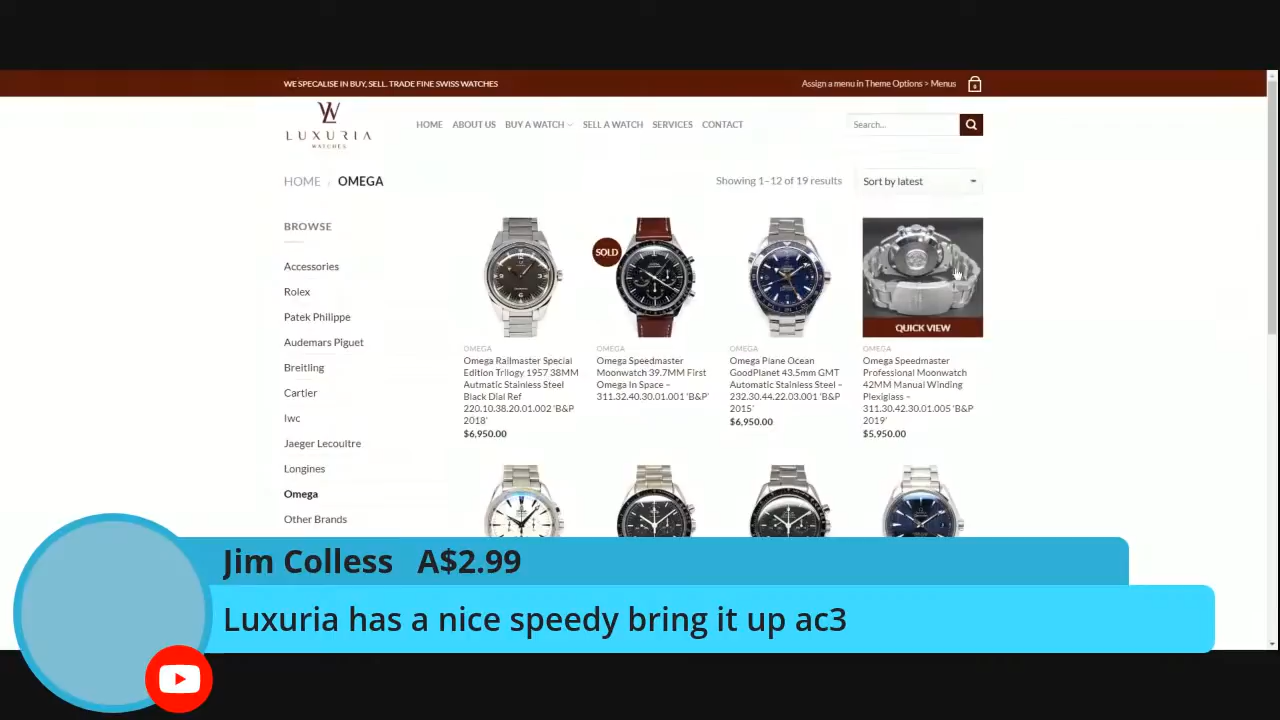 WE SPECALISE IN BUY, SELL. TRADE FINE SWISS WATCHES
Assign a menu in Theme Options > Menus
0
LUXURIA
WATCHES
HOME
ABOUT US
BUY A WATCH
SELL A WATCH
SERVICES
CONTACT
Search...
HOME / OMEGA
Showing 1–12 of 19 results
Sort by latest
BROWSE
Accessories
Rolex
Patek Philippe
Audemars Piguet
Breitling
Cartier
Iwc
Jaeger Lecoultre
Longines
Omega
Other Brands
OMEGA
Omega Railmaster Special
Edition Trilogy 1957 38MM
Autmatic Stainless Steel
Black Dial Ref
220.10.38.20.01.002 'B&P
2018'
$6,950.00
SOLD
OMEGA
Omega Speedmaster
Moonwatch 39.7MM First
Omega In Space –
311.32.40.30.01.001 'B&P'
OMEGA
Omega Plane Ocean
GoodPlanet 43.5mm GMT
Automatic Stainless Steel –
232.30.44.22.03.001 'B&P
2015'
$6,950.00
QUICK VIEW
OMEGA
Omega Speedmaster
Professional Moonwatch
42MM Manual Winding
Plexiglass –
311.30.42.30.01.005 'B&P
2019'
$5,950.00
Jim Colless A$2.99
Luxuria has a nice speedy bring it up ac3